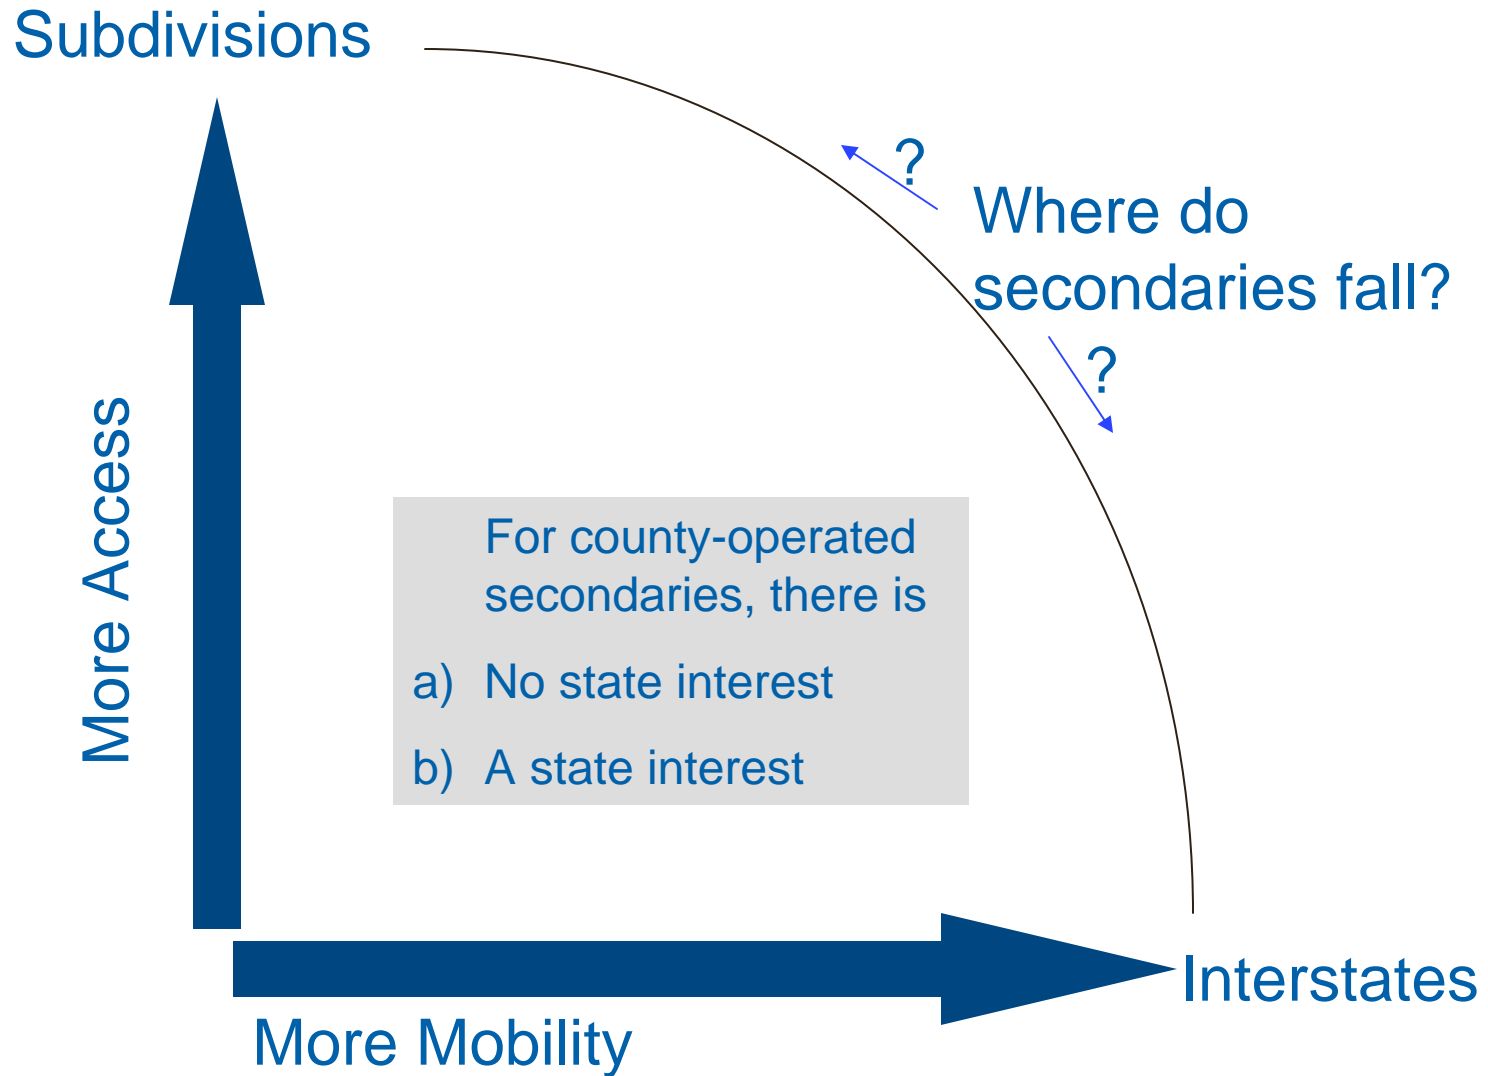 Subdivisions
?
Where do
secondaries fall?
?
More Access
For county-operated
secondaries, there is
a) No state interest
b) A state interest
Interstates
More Mobility